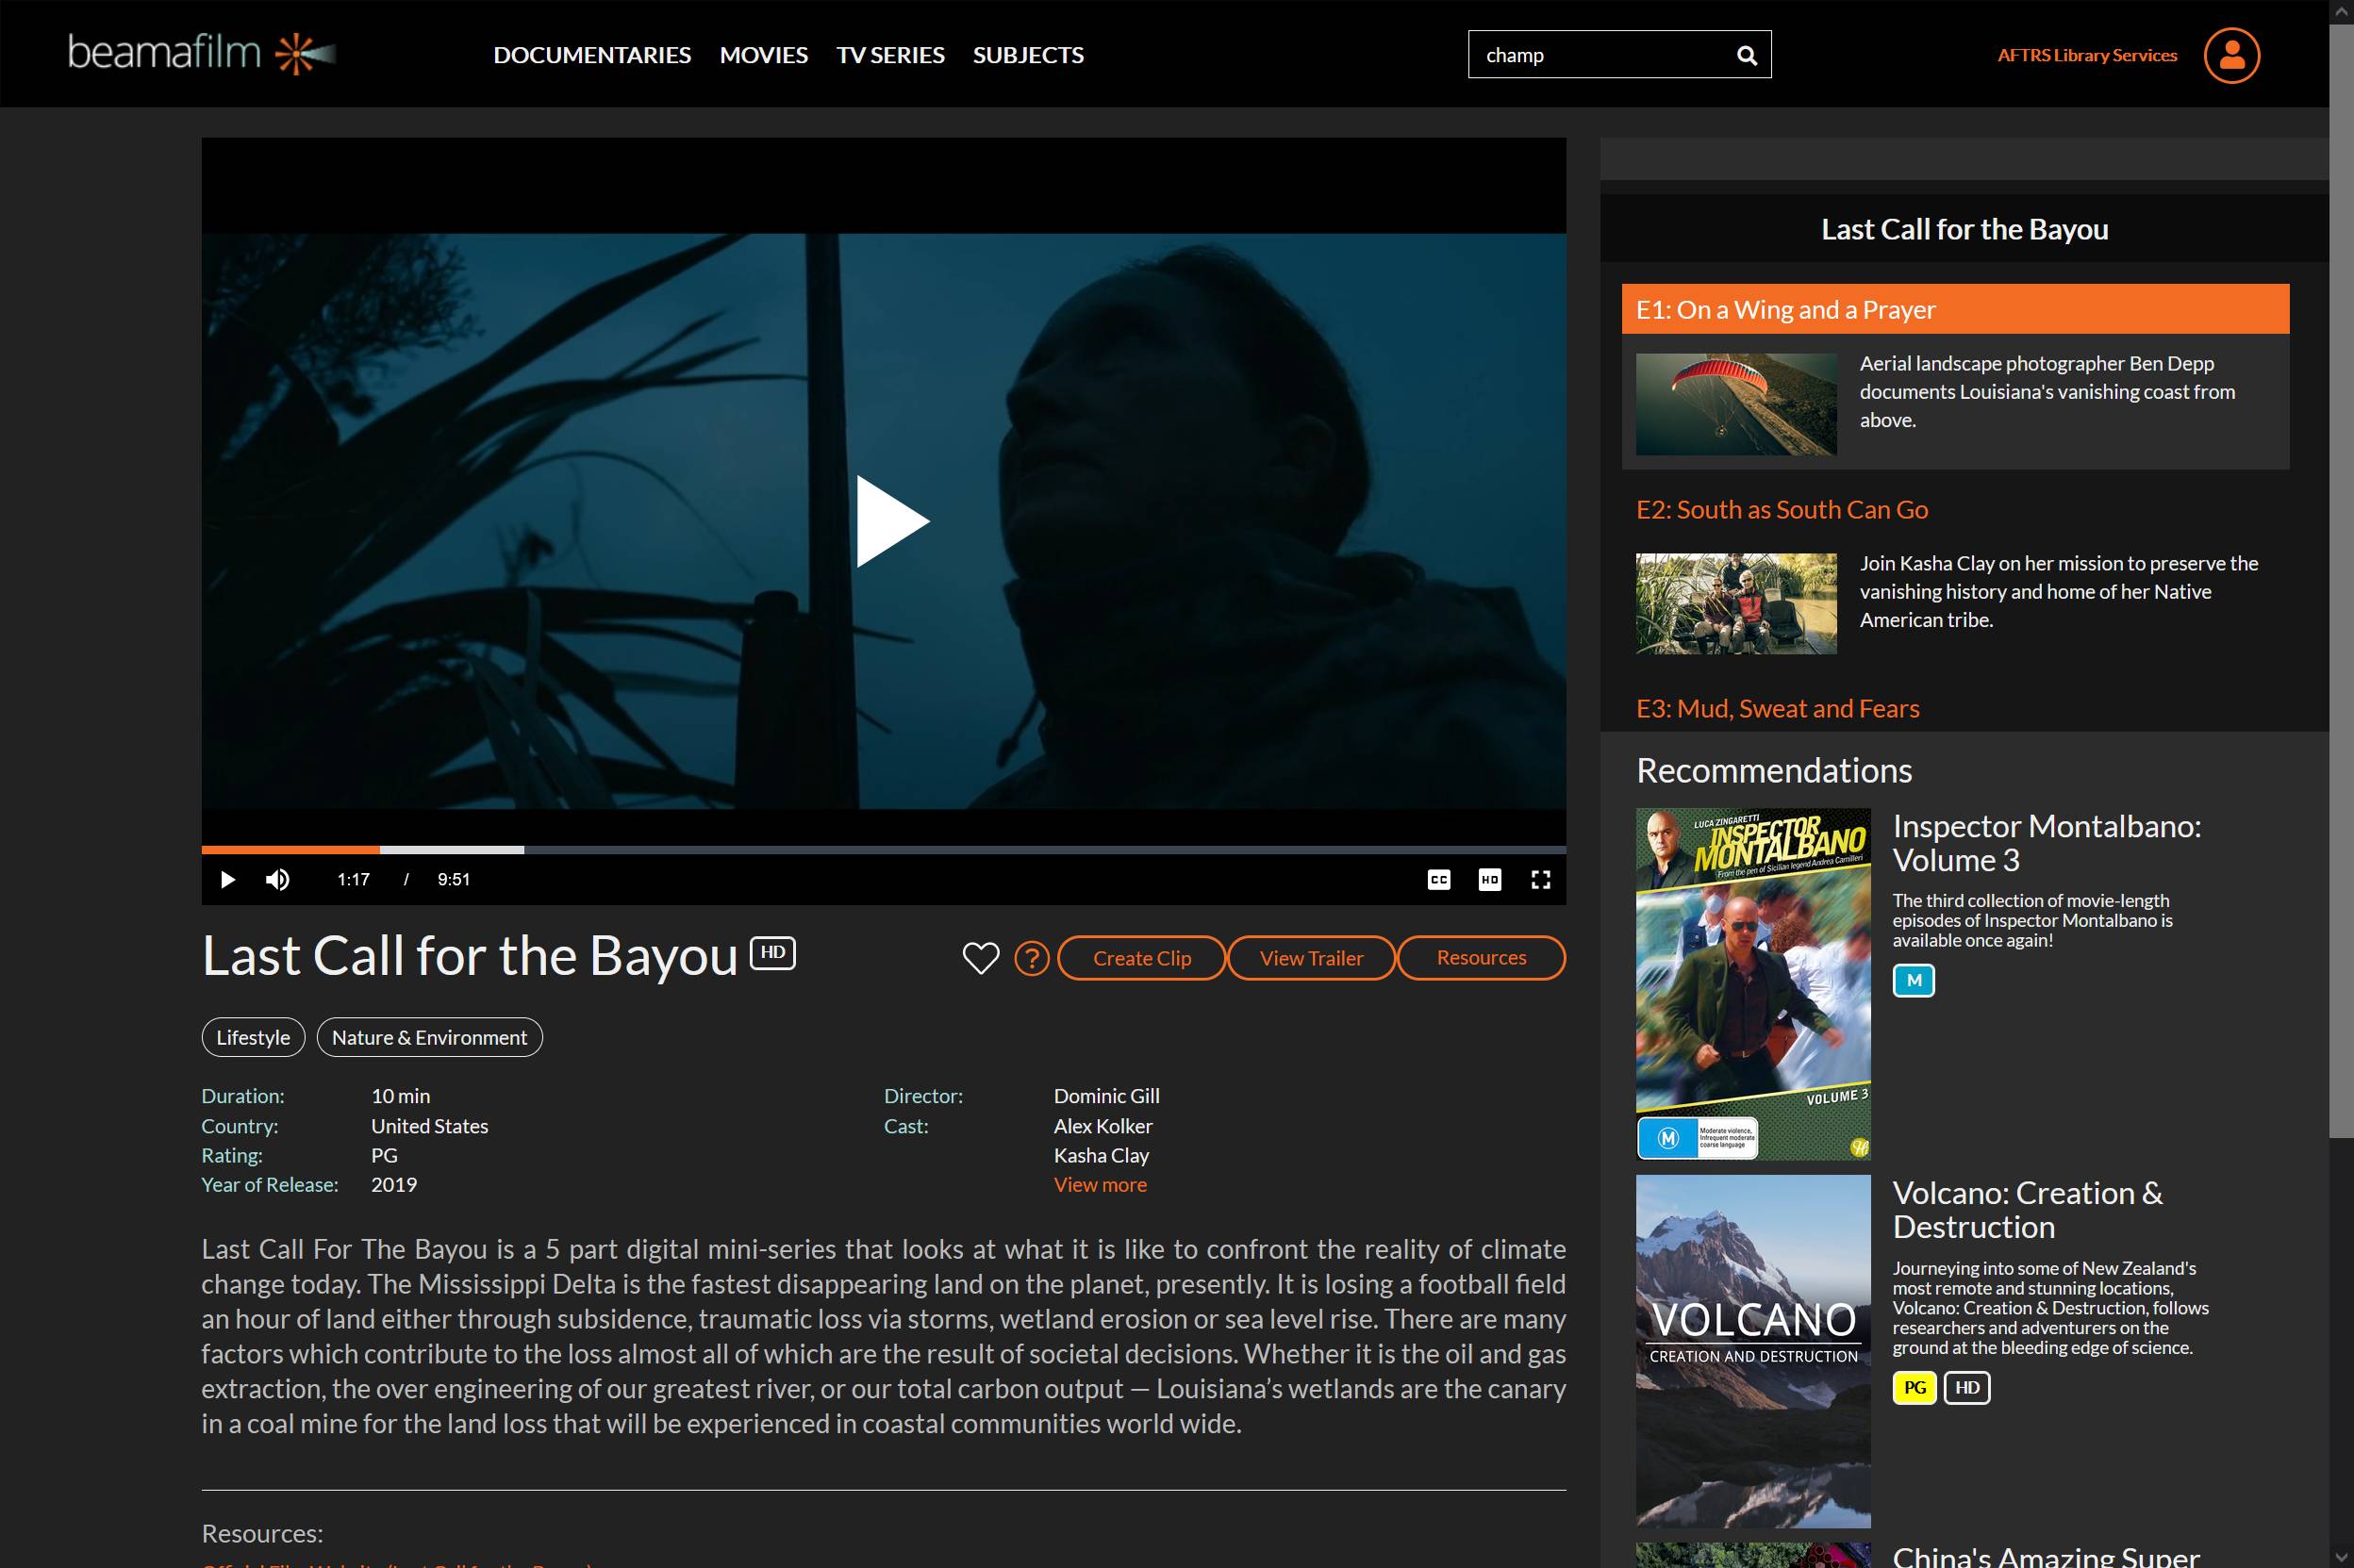 beamafilm
DOCUMENTARIES MOVIES TV SERIES SUBJECTS
champ
AFTRS Library Services
1:17 / 9:51
CC HD
Last Call for the Bayou HD
? Create Clip View Trailer Resources
Lifestyle Nature & Environment
Duration: 10 min
Country: United States
Rating: PG
Year of Release: 2019
Director: Dominic Gill
Cast: Alex Kolker
Kasha Clay
View more
Last Call For The Bayou is a 5 part digital mini-series that looks at what it is like to confront the reality of climate
change today. The Mississippi Delta is the fastest disappearing land on the planet, presently. It is losing a football field
an hour of land either through subsidence, traumatic loss via storms, wetland erosion or sea level rise. There are many
factors which contribute to the loss almost all of which are the result of societal decisions. Whether it is the oil and gas
extraction, the over engineering of our greatest river, or our total carbon output — Louisiana’s wetlands are the canary
in a coal mine for the land loss that will be experienced in coastal communities world wide.
Resources:
Official Film Website (Last Call for the Bayou)
Last Call for the Bayou
E1: On a Wing and a Prayer
Aerial landscape photographer Ben Depp
documents Louisiana's vanishing coast from
above.
E2: South as South Can Go
Join Kasha Clay on her mission to preserve the
vanishing history and home of her Native
American tribe.
E3: Mud, Sweat and Fears
Recommendations
LUCA ZINGARETTI
INSPECTOR
MONTALBANO
From the pen of Sicilian legend Andrea Camilleri
VOLUME 3
M
Moderate violence,
Infrequent moderate
coarse language
Inspector Montalbano:
Volume 3
The third collection of movie-length
episodes of Inspector Montalbano is
available once again!
M
VOLCANO
CREATION AND DESTRUCTION
Volcano: Creation &
Destruction
Journeying into some of New Zealand's
most remote and stunning locations,
Volcano: Creation & Destruction, follows
researchers and adventurers on the
ground at the bleeding edge of science.
PG HD
China's Amazing Super